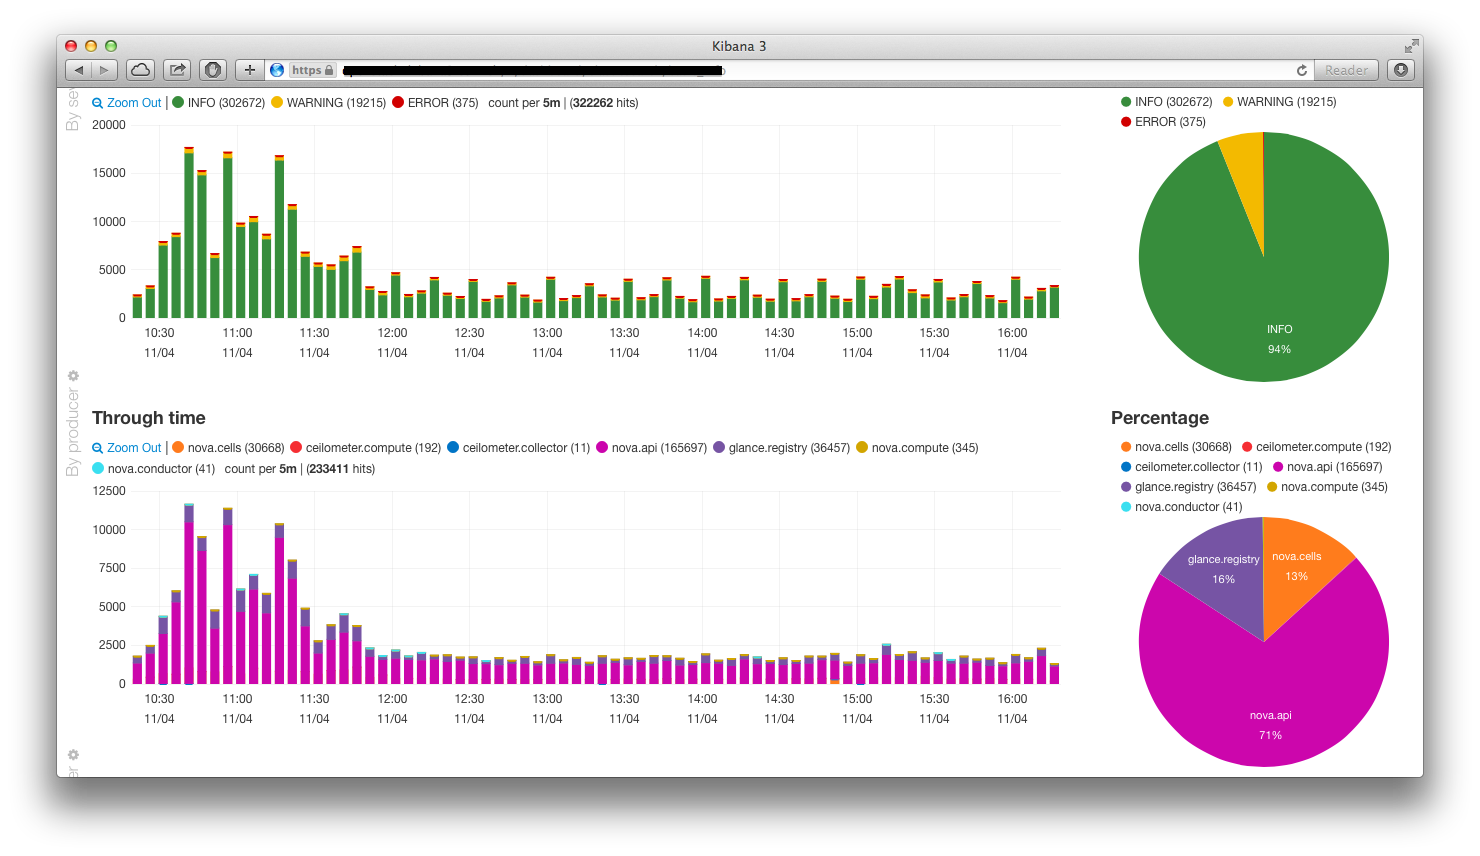 Kibana 3
https
Reader
By se
Zoom Out | INFO (302672) WARNING (19215) ERROR (375) count per 5m | (322262 hits)
20000
15000
10000
5000
0
10:30 11:00 11:30 12:00 12:30 13:00 13:30 14:00 14:30 15:00 15:30 16:00
11/04 11/04 11/04 11/04 11/04 11/04 11/04 11/04 11/04 11/04 11/04 11/04
INFO (302672) WARNING (19215)
ERROR (375)
INFO
94%
By producer
Through time
Zoom Out | nova.cells (30668) ceilometer.compute (192) ceilometer.collector (11) nova.api (165697) glance.registry (36457) nova.compute (345)
nova.conductor (41) count per 5m | (233411 hits)
12500
10000
7500
5000
2500
0
10:30 11:00 11:30 12:00 12:30 13:00 13:30 14:00 14:30 15:00 15:30 16:00
11/04 11/04 11/04 11/04 11/04 11/04 11/04 11/04 11/04 11/04 11/04 11/04
Percentage
nova.cells (30668) ceilometer.compute (192)
ceilometer.collector (11) nova.api (165697)
glance.registry (36457) nova.compute (345)
nova.conductor (41)
glance.registry
16%
nova.cells
13%
nova.api
71%
er